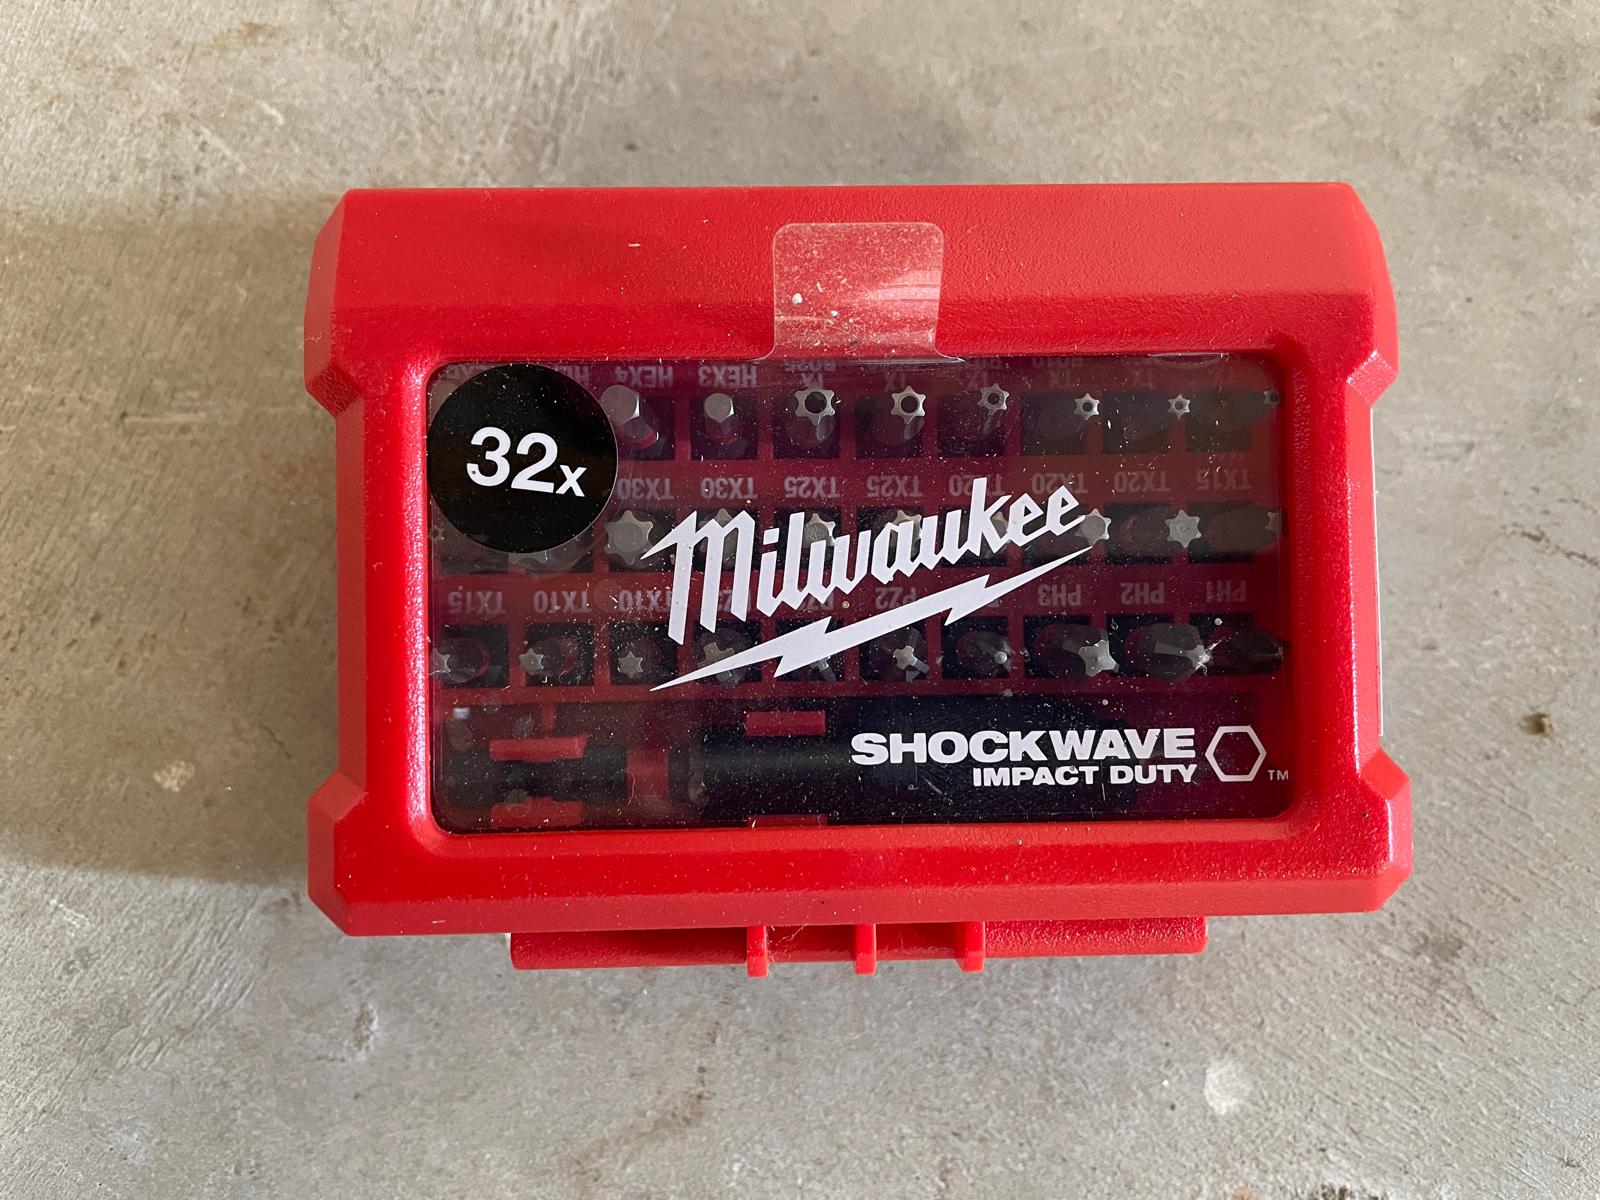 32x
HEX4 HEX3 TX
TX30 TX30 TX25 TX25 TX20 TX20 TX20 TX15
Milwaukee
TX15 TX10 TX10 PZ2 PH3 PH2 PH1
SHOCKWAVE
IMPACT DUTY TM